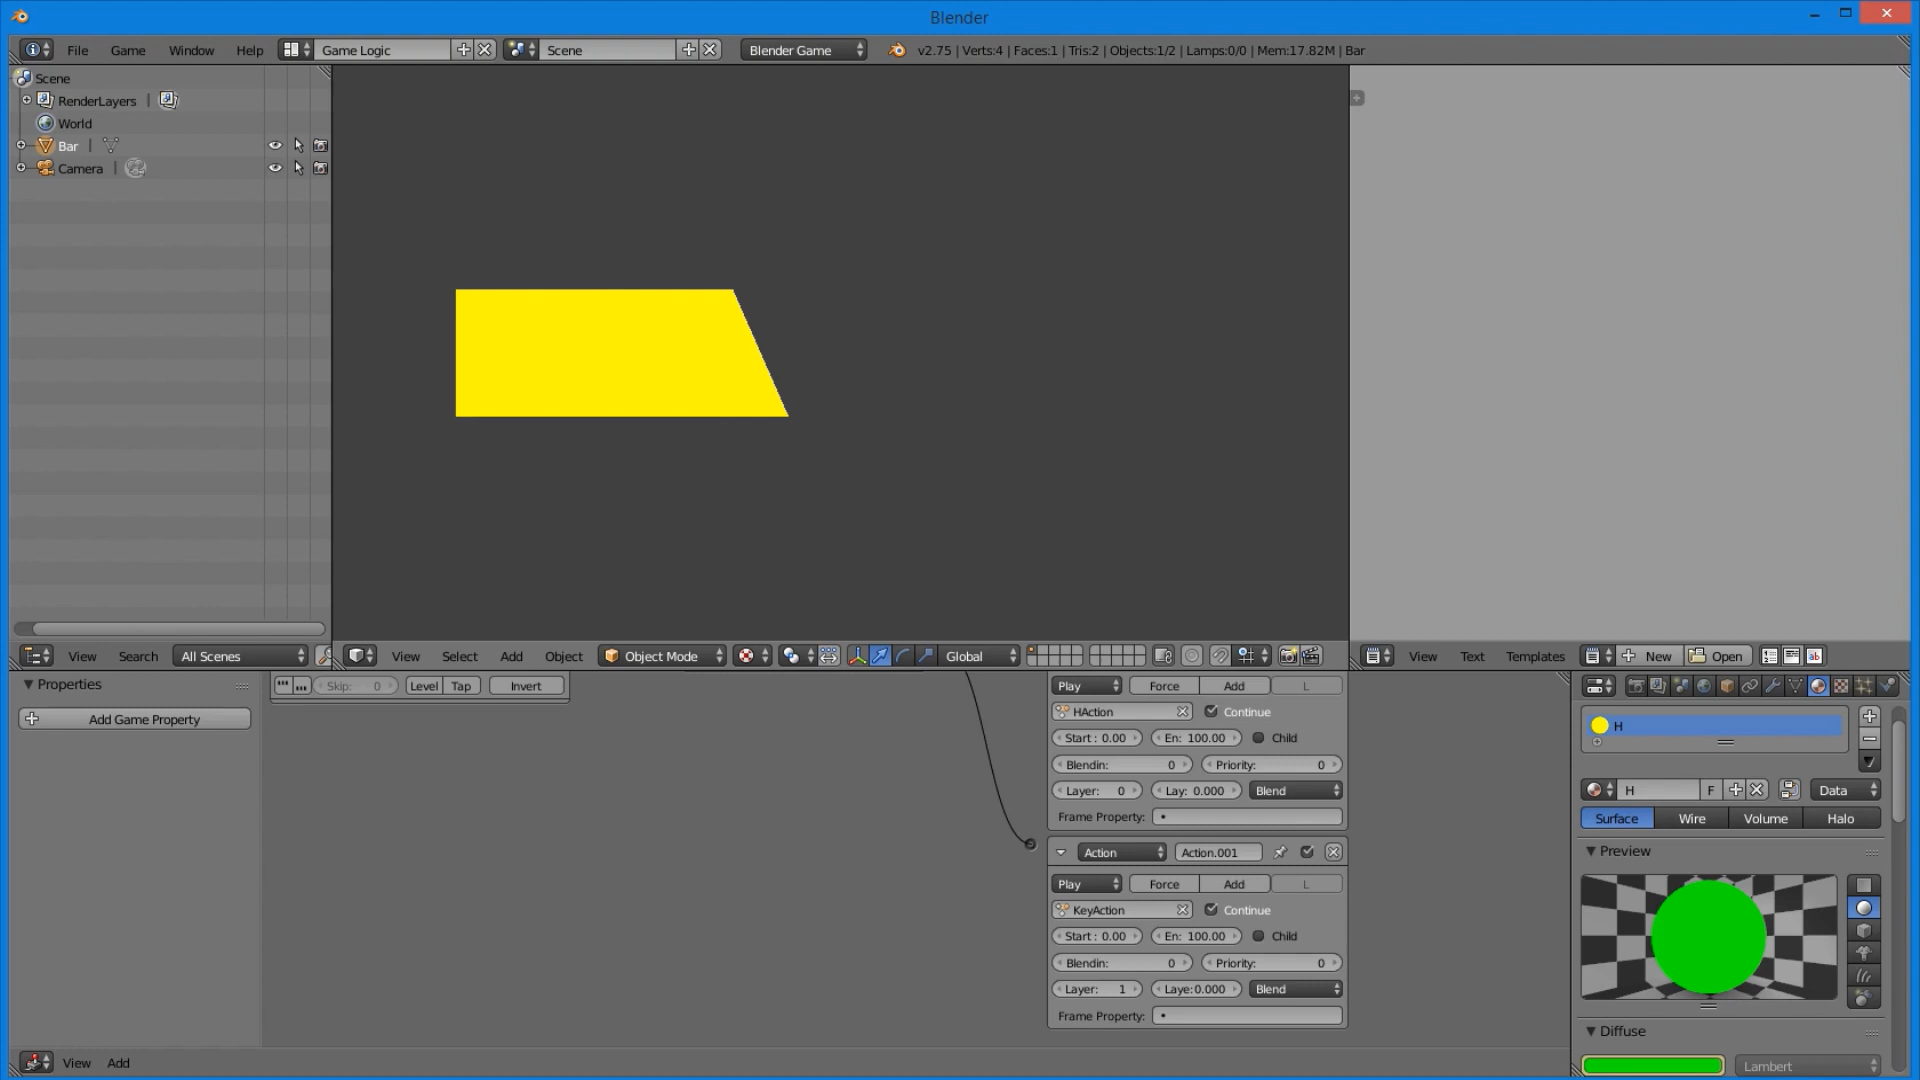 Blender
File Game Window Help Game Logic Scene Blender Game v2.75 | Verts:4 | Faces:1 | Tris:2 | Objects:1/2 | Lamps:0/0 | Mem:17.82M | Bar
Scene
RenderLayers |
World
Bar |
Camera |
View Search All Scenes
View Select Add Object Object Mode Global
View Text Templates New Open
Properties
Add Game Property
Skip: 0 Level Tap Invert
Play Force Add L
HAction Continue
Start : 0.00 En: 100.00 Child
Blendin: 0 Priority: 0
Layer: 0 Lay: 0.000 Blend
Frame Property:
Action Action.001
Play Force Add L
KeyAction Continue
Start : 0.00 En: 100.00 Child
Blendin: 0 Priority: 0
Layer: 1 Laye:0.000 Blend
Frame Property:
H
H F Data
Surface Wire Volume Halo
Preview
Diffuse
Lambert
View Add